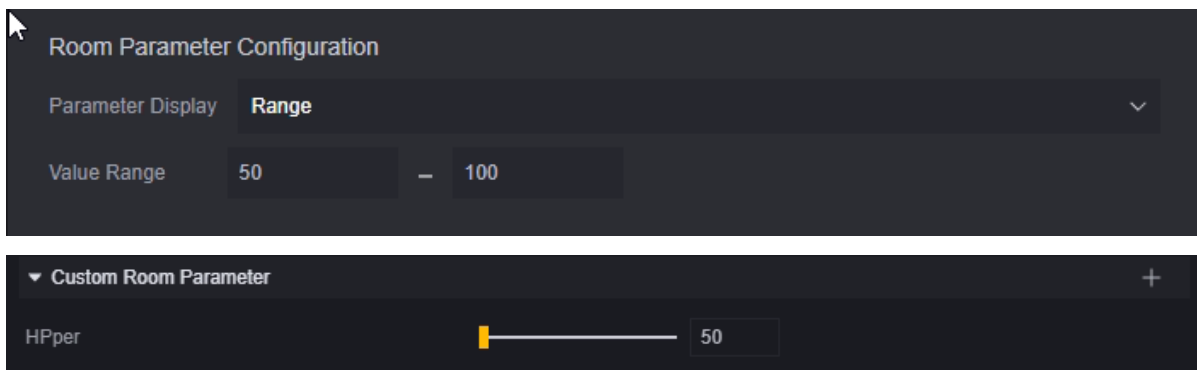 Room Parameter Configuration
Parameter Display Range
Value Range 50 – 100
Custom Room Parameter +
HPper 50